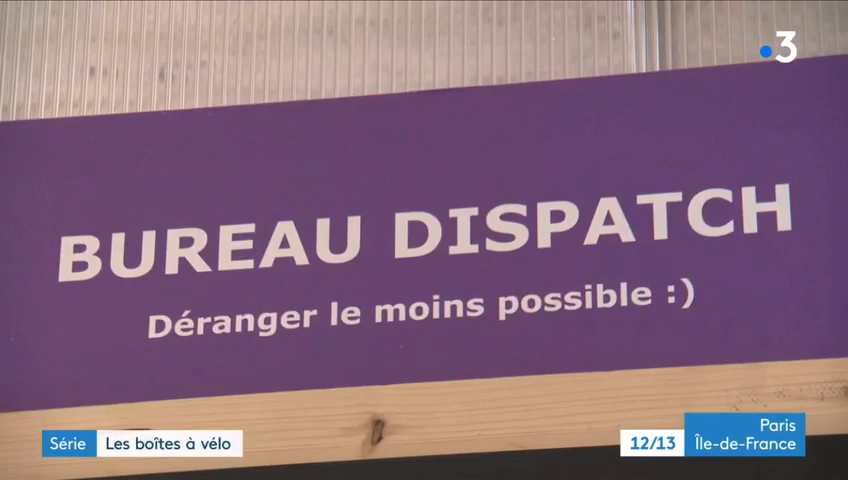 3
BUREAU DISPATCH
Déranger le moins possible :)
Série Les boîtes à vélo
12/13 Paris
Île-de-France